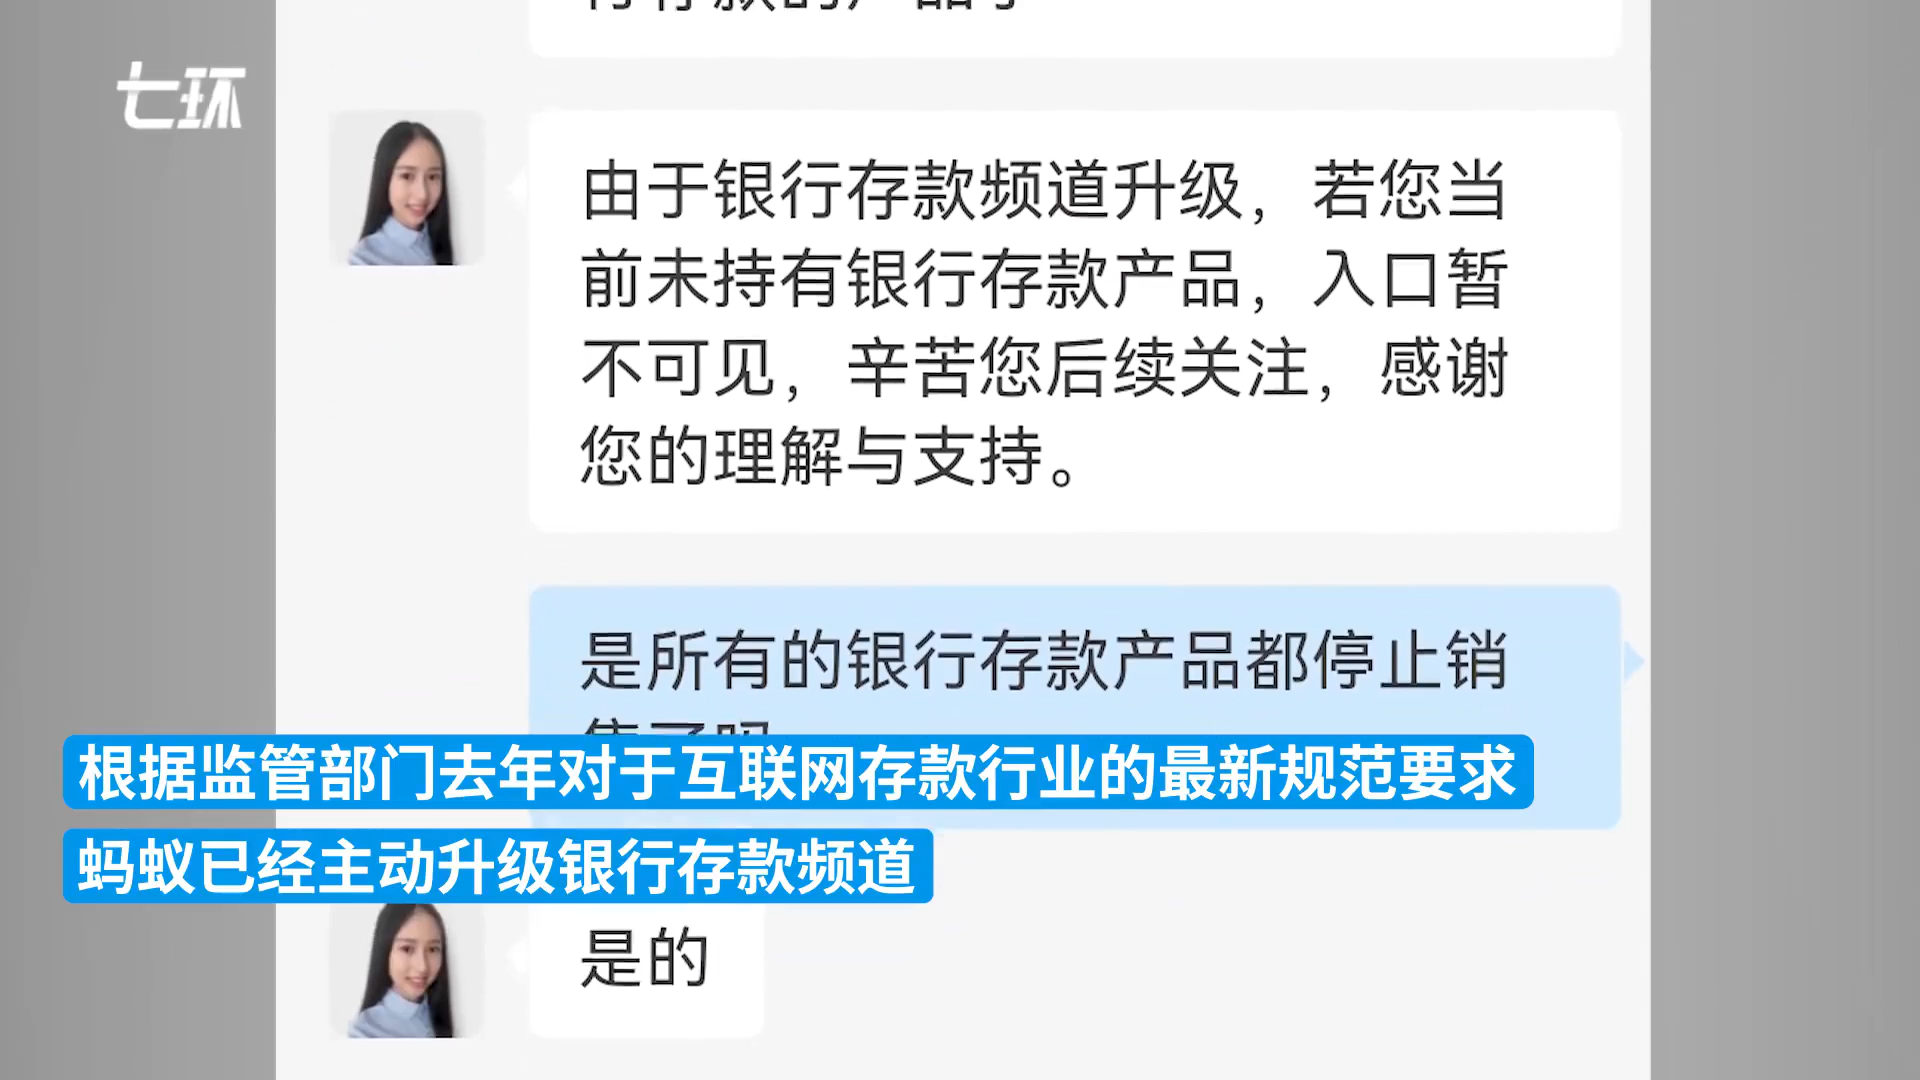 七环
由于银行存款频道升级，若您当
前未持有银行存款产品，入口暂
不可见，辛苦您后续关注，感谢
您的理解与支持。
是所有的银行存款产品都停止销
根据监管部门去年对于互联网存款行业的最新规范要求
蚂蚁已经主动升级银行存款频道
是的